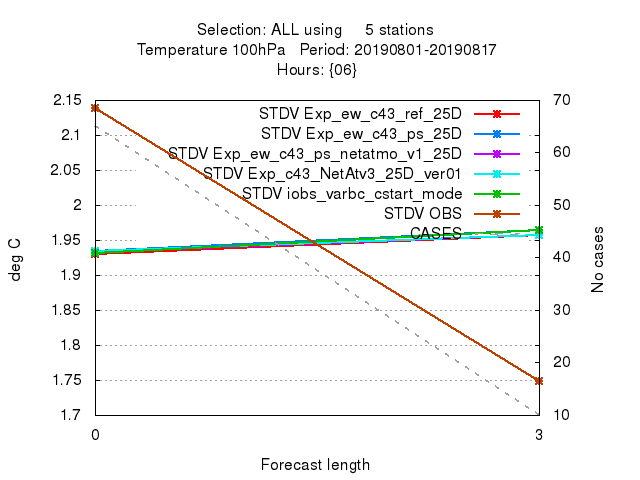 Selection: ALL using 5 stations
Temperature 100hPa Period: 20190801-20190817
Hours: {06}
2.15
2.1
2.05
2
1.95
1.9
1.85
1.8
1.75
1.7
deg C
STDV Exp_ew_c43_ref_25D
STDV Exp_ew_c43_ps_25D
STDV Exp_ew_c43_ps_netatmo_v1_25D
STDV Exp_c43_NetAtv3_25D_ver01
STDV iobs_varbc_cstart_mode
STDV OBS
CASES
70
60
50
40
30
20
10
No cases
0
3
Forecast length